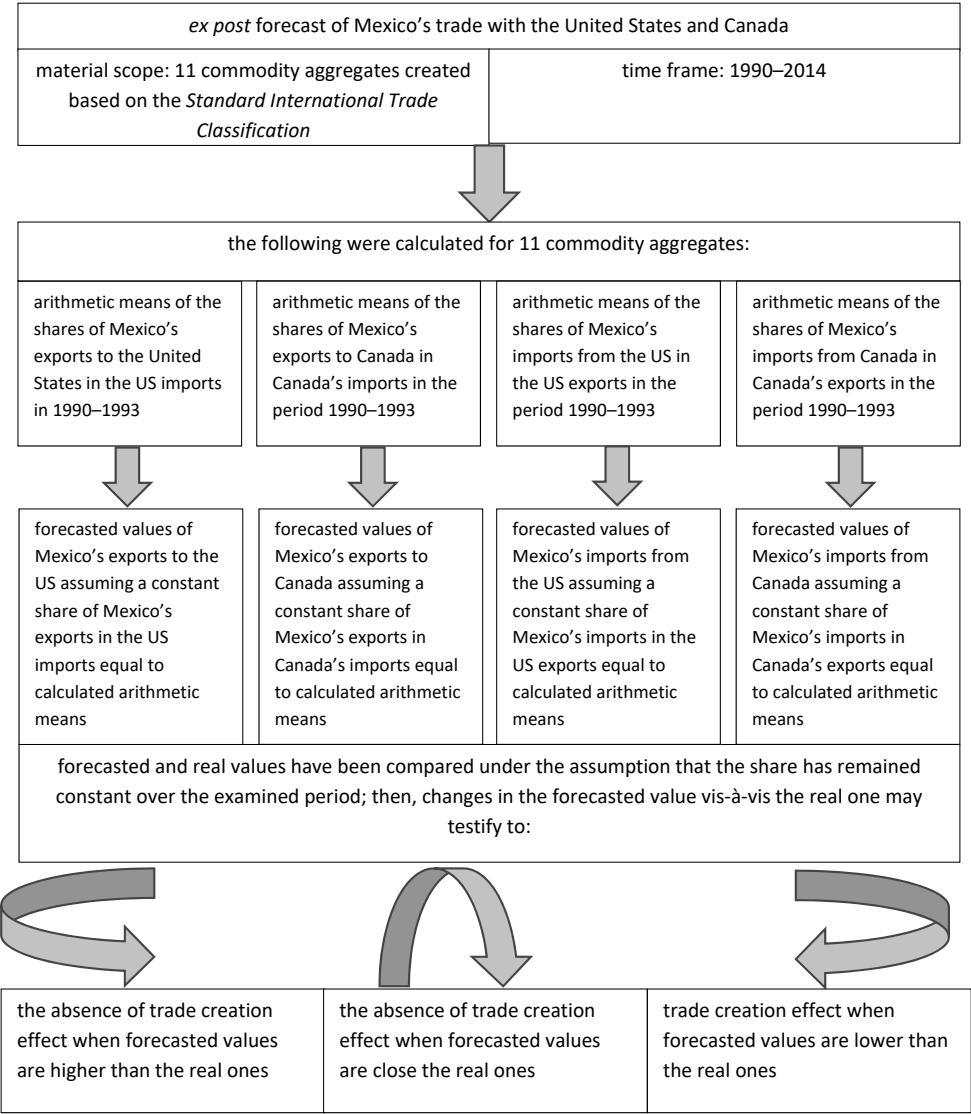 ex post forecast of Mexico's trade with the United States and Canada
material scope: 11 commodity aggregates created
based on the Standard International Trade
Classification
time frame: 1990–2014
the following were calculated for 11 commodity aggregates:
arithmetic means of the
shares of Mexico's
exports to the United
States in the US imports
in 1990–1993
arithmetic means of the
shares of Mexico's
exports to Canada in
Canada's imports in the
period 1990–1993
arithmetic means of the
shares of Mexico's
imports from the US in
the US exports in the
period 1990–1993
arithmetic means of the
shares of Mexico's
imports from Canada in
Canada's exports in the
period 1990–1993
forecasted values of
Mexico's exports to the
US assuming a constant
share of Mexico's
exports in the US
imports equal to
calculated arithmetic
means
forecasted values of
Mexico's exports to
Canada assuming a
constant share of
Mexico's exports in
Canada's imports equal
to calculated arithmetic
means
forecasted values of
Mexico's imports from
the US assuming a
constant share of
Mexico's imports in the
US exports equal to
calculated arithmetic
means
forecasted values of
Mexico's imports from
Canada assuming a
constant share of
Mexico's imports in
Canada's exports equal
to calculated arithmetic
means
forecasted and real values have been compared under the assumption that the share has remained
constant over the examined period; then, changes in the forecasted value vis-à-vis the real one may
testify to:
the absence of trade creation
effect when forecasted values
are higher than the real ones
the absence of trade creation
effect when forecasted values
are close the real ones
trade creation effect when
forecasted values are lower than
the real ones